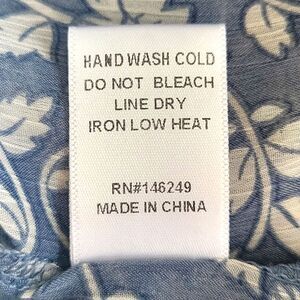 HAND WASH COLD
DO NOT BLEACH
LINE DRY
IRON LOW HEAT
RN#146249
MADE IN CHINA